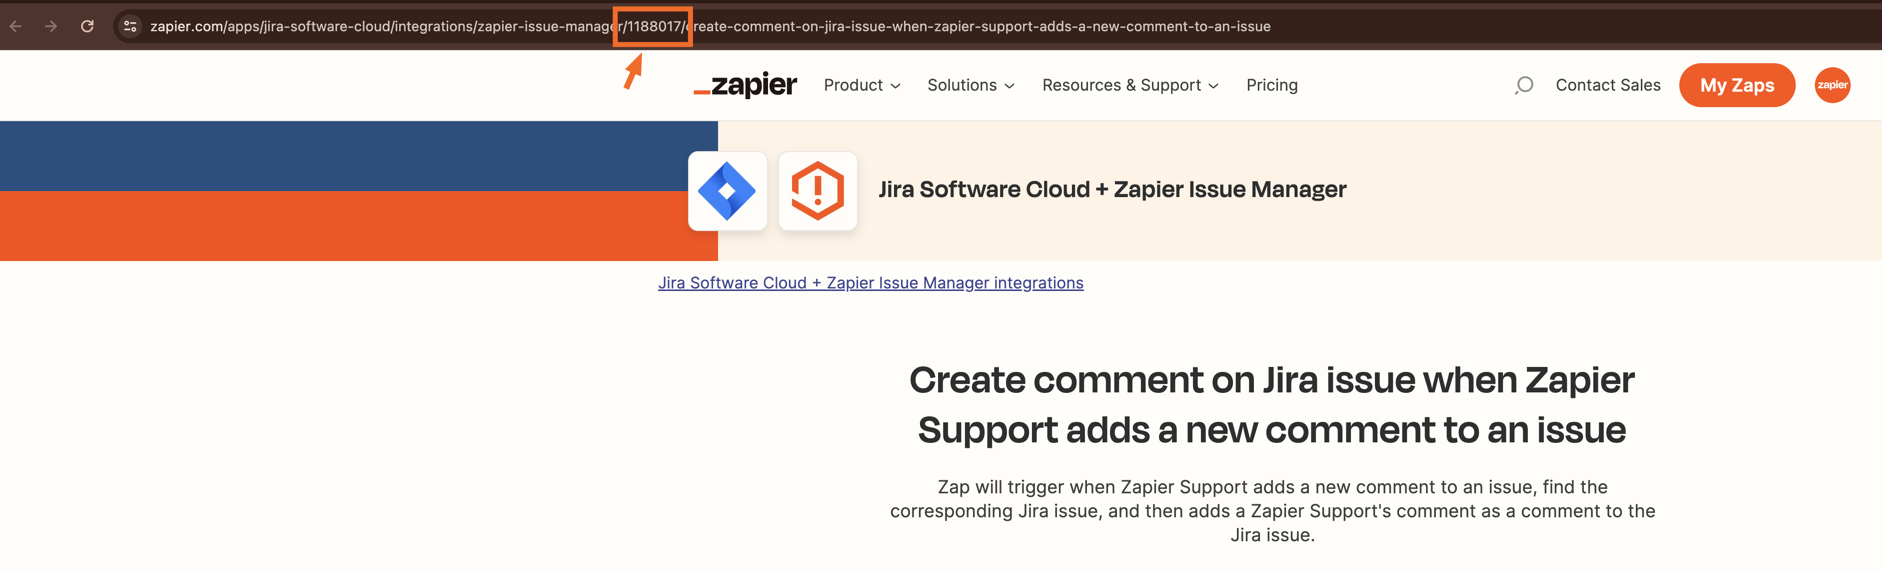 zapier.com/apps/jira-software-cloud/integrations/zapier-issue-manager/1188017/create-comment-on-jira-issue-when-zapier-support-adds-a-new-comment-to-an-issue
_zapier Product Solutions Resources & Support Pricing Contact Sales My Zaps zapier
Jira Software Cloud + Zapier Issue Manager
Jira Software Cloud + Zapier Issue Manager integrations
Create comment on Jira issue when Zapier
Support adds a new comment to an issue
Zap will trigger when Zapier Support adds a new comment to an issue, find the
corresponding Jira issue, and then adds a Zapier Support's comment as a comment to the
Jira issue.